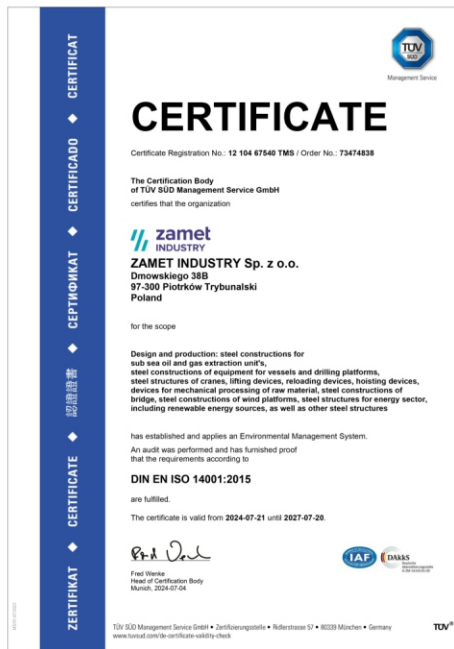 TÜV
SÜD
Management Service
CERTIFICATE
Certificate Registration No.: 12 104 67540 TMS / Order No.: 73474838
The Certification Body
of TÜV SÜD Management Service GmbH
certifies that the organization
zamet
INDUSTRY
ZAMET INDUSTRY Sp. z o.o.
Dmowskiego 38B
97-300 Piotrków Trybunalski
Poland
for the scope
Design and production: steel constructions for
sub sea oil and gas extraction unit's,
steel constructions of equipment for vessels and drilling platforms,
steel structures of cranes, lifting devices, reloading devices, hoisting devices,
devices for mechanical processing of raw material, steel constructions of
bridge, steel constructions of wind platforms, steel structures for energy sector,
including renewable energy sources, as well as other steel structures
has established and applies an Environmental Management System.
An audit was performed and has furnished proof
that the requirements according to
DIN EN ISO 14001:2015
are fulfilled.
The certificate is valid from 2024-07-21 until 2027-07-20.
Fred Wenke
Head of Certification Body
Munich, 2024-07-04
IAF
DAkkS
TÜV SÜD Management Service GmbH • Zertifizierungsstelle • Ridlerstrasse 57 • 80339 München • Germany
www.tuvsud.com/de-certificate-validity-check
TÜV®
ZERTIFIKAT ◆ CERTIFICATE ◆ 認證證書 ◆ СЕРТИФИКАТ ◆ CERTIFICADO ◆ CERTIFICAT